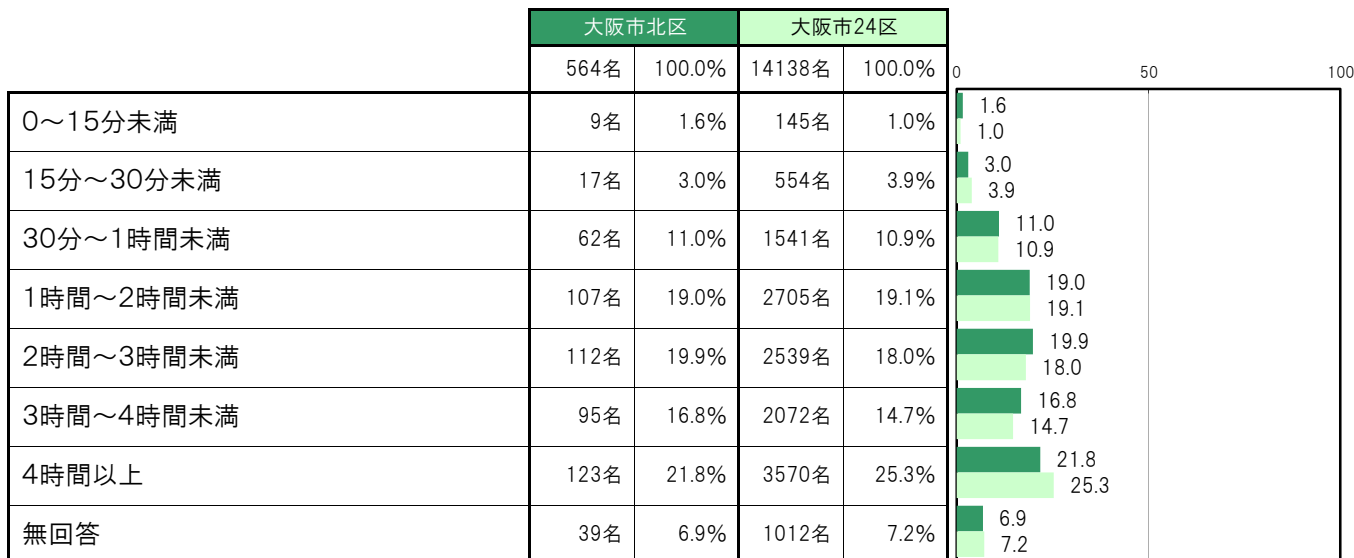 大阪市北区 大阪市24区
564名 100.0% 14138名 100.0% 0 50 100
0～15分未満 9名 1.6% 145名 1.0% 1.6
1.0
15分～30分未満 17名 3.0% 554名 3.9% 3.0
3.9
30分～1時間未満 62名 11.0% 1541名 10.9% 11.0
10.9
1時間～2時間未満 107名 19.0% 2705名 19.1% 19.0
19.1
2時間～3時間未満 112名 19.9% 2539名 18.0% 19.9
18.0
3時間～4時間未満 95名 16.8% 2072名 14.7% 16.8
14.7
4時間以上 123名 21.8% 3570名 25.3% 21.8
25.3
無回答 39名 6.9% 1012名 7.2% 6.9
7.2